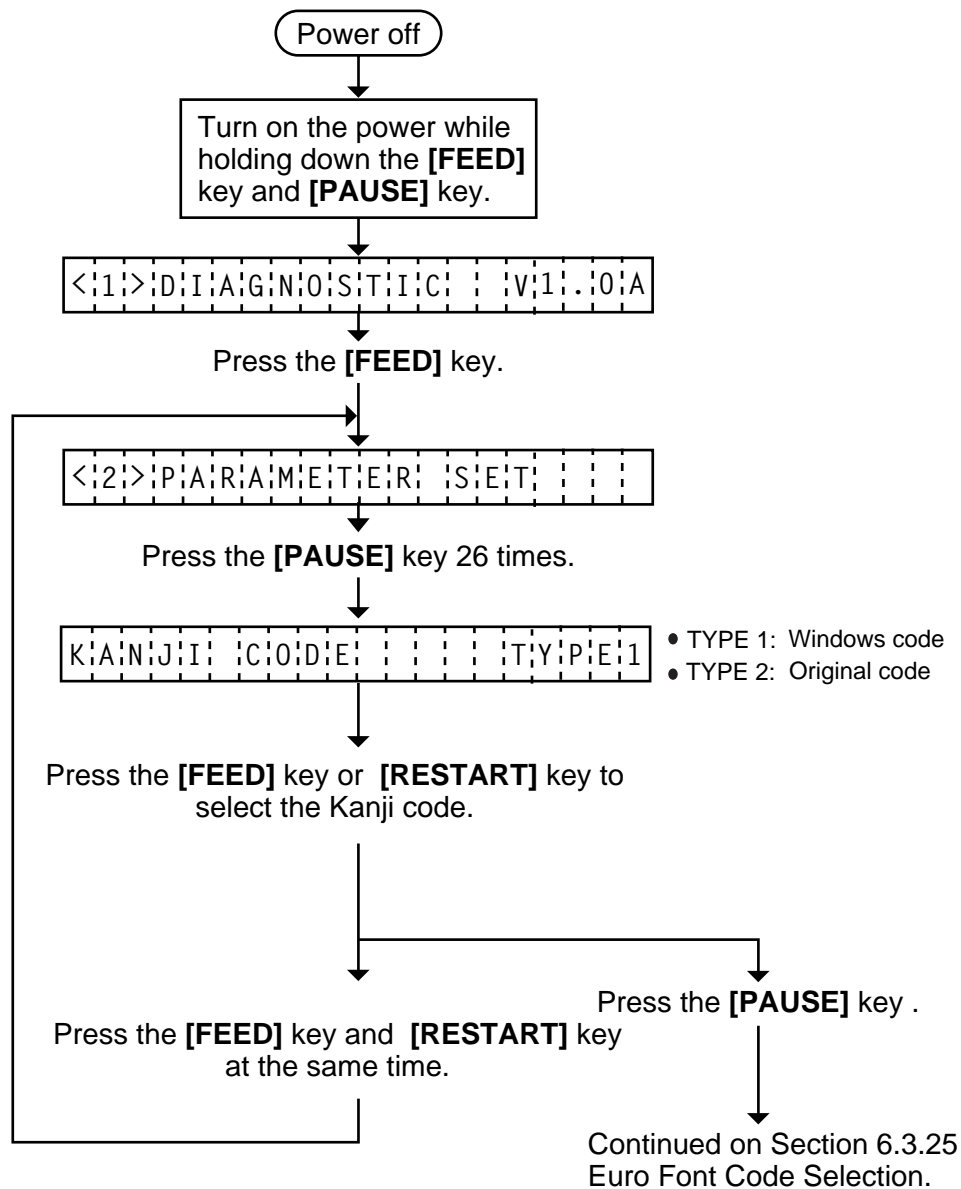 Power off
Turn on the power while
holding down the [FEED]
key and [PAUSE] key.
<1>DIAGNOSTIC  V1.0A
Press the [FEED] key.
<2>PARAMETER SET
Press the [PAUSE] key 26 times.
KANJI CODE     TYPE1
• TYPE 1: Windows code
• TYPE 2: Original code
Press the [FEED] key or [RESTART] key to
select the Kanji code.
Press the [FEED] key and [RESTART] key
at the same time.
Press the [PAUSE] key .
Continued on Section 6.3.25
Euro Font Code Selection.